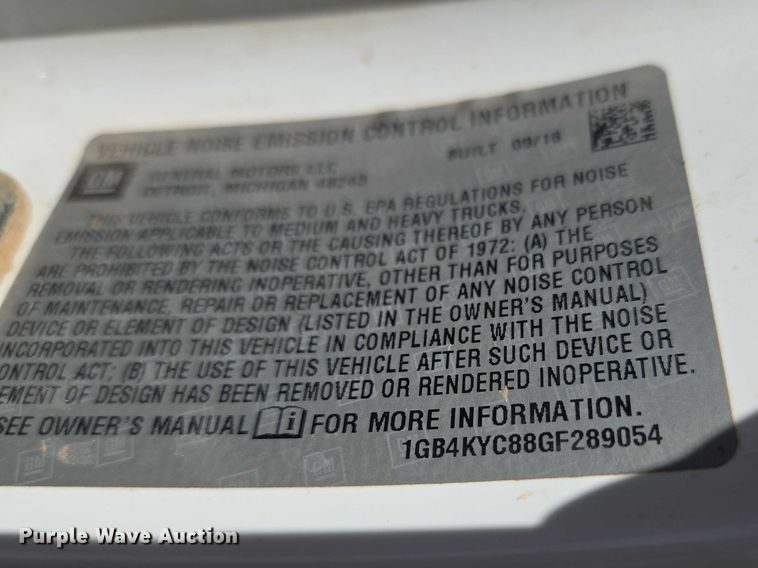 VEHICLE NOISE EMISSION CONTROL INFORMATION
GM GENERAL MOTORS LLC BUILT 09/16
DETROIT, MICHIGAN 48243
THIS VEHICLE CONFORMS TO U.S. EPA REGULATIONS FOR NOISE
EMISSION APPLICABLE TO MEDIUM AND HEAVY TRUCKS.
THE FOLLOWING ACTS OR THE CAUSING THEREOF BY ANY PERSON
ARE PROHIBITED BY THE NOISE CONTROL ACT OF 1972: (A) THE
REMOVAL OR RENDERING INOPERATIVE, OTHER THAN FOR PURPOSES
OF MAINTENANCE, REPAIR OR REPLACEMENT OF ANY NOISE CONTROL
DEVICE OR ELEMENT OF DESIGN (LISTED IN THE OWNER'S MANUAL)
INCORPORATED INTO THIS VEHICLE IN COMPLIANCE WITH THE NOISE
ONTROL ACT; (B) THE USE OF THIS VEHICLE AFTER SUCH DEVICE OR
EMENT OF DESIGN HAS BEEN REMOVED OR RENDERED INOPERATIVE.
SEE OWNER'S MANUAL i FOR MORE INFORMATION.
1GB4KYC88GF289054
Purple Wave Auction